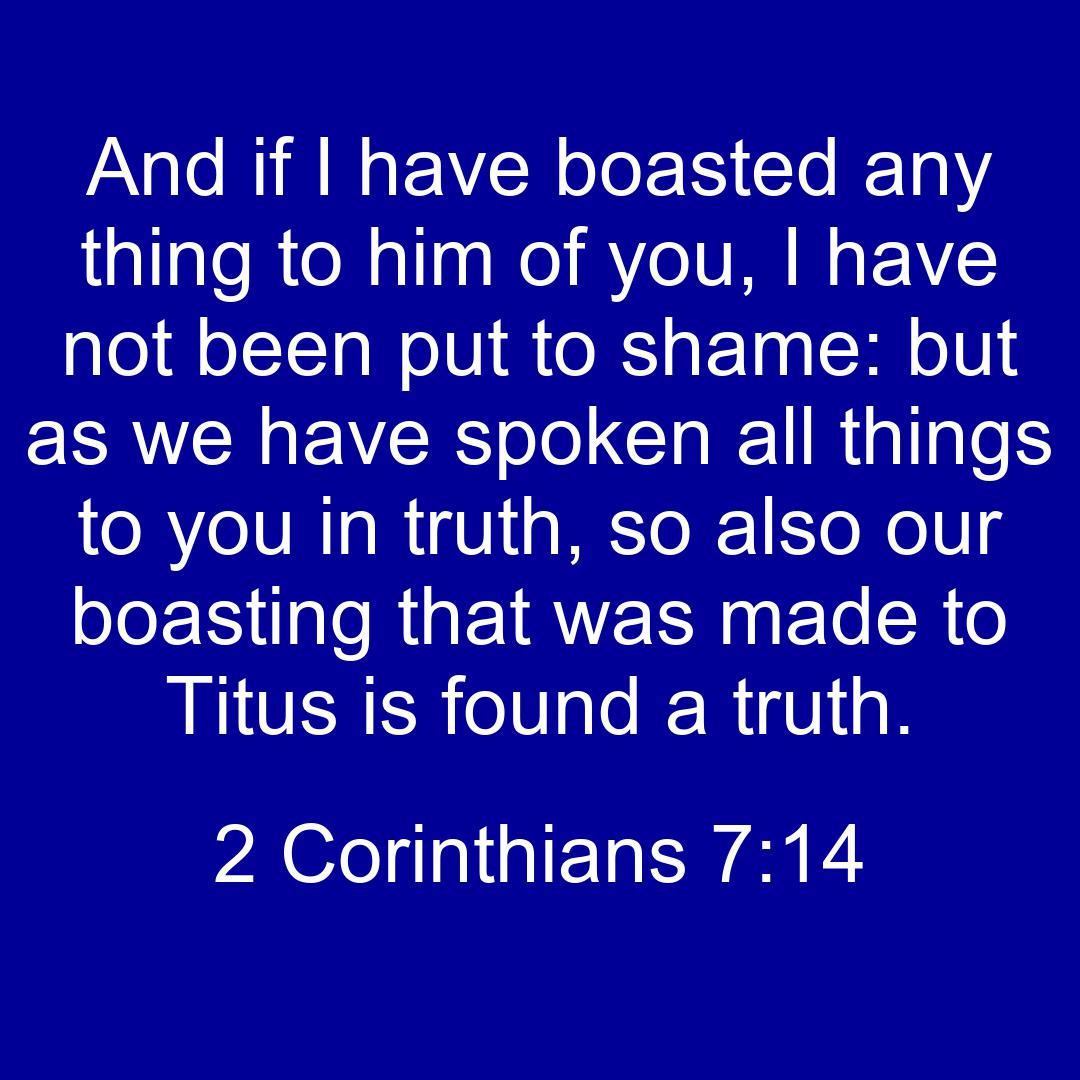 And if I have boasted any
thing to him of you, I have
not been put to shame: but
as we have spoken all things
to you in truth, so also our
boasting that was made to
Titus is found a truth.
2 Corinthians 7:14